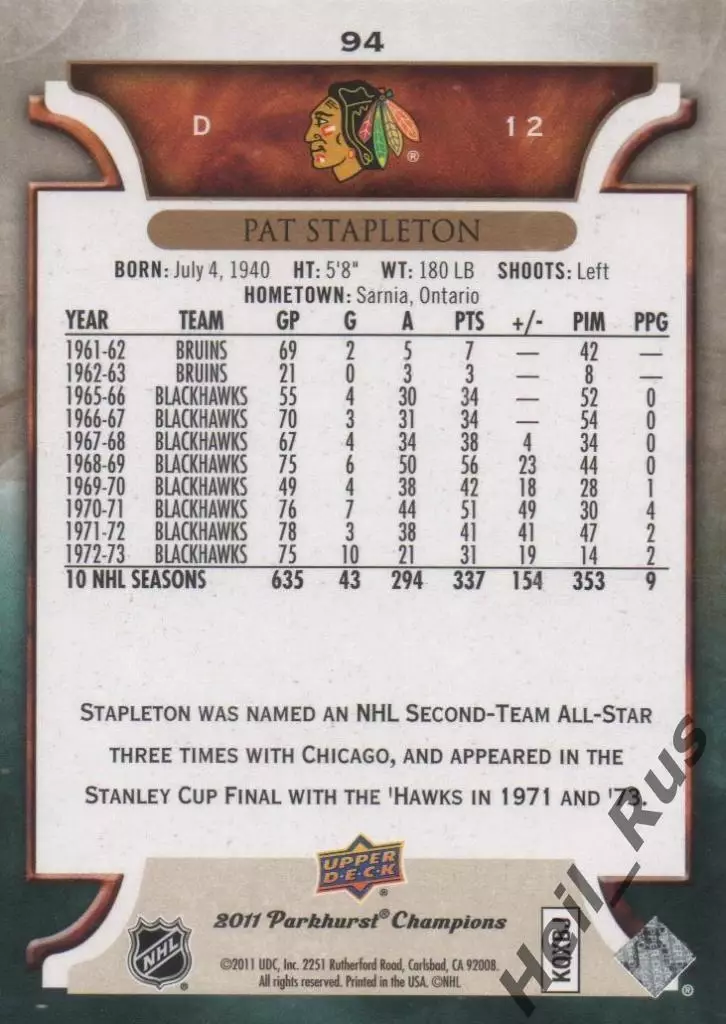 94
D 12
®
PAT STAPLETON
BORN: July 4, 1940 HT: 5'8" WT: 180 LB SHOOTS: Left
HOMETOWN: Sarnia, Ontario
YEAR TEAM GP G A PTS +/- PIM PPG
1961-62 BRUINS 69 2 5 7 — 42 —
1962-63 BRUINS 21 0 3 3 — 8 —
1965-66 BLACKHAWKS 55 4 30 34 — 52 0
1966-67 BLACKHAWKS 70 3 31 34 — 54 0
1967-68 BLACKHAWKS 67 4 34 38 4 34 0
1968-69 BLACKHAWKS 75 6 50 56 23 44 0
1969-70 BLACKHAWKS 49 4 38 42 18 28 1
1970-71 BLACKHAWKS 76 7 44 51 49 30 4
1971-72 BLACKHAWKS 78 3 38 41 41 47 2
1972-73 BLACKHAWKS 75 10 21 31 19 14 2
10 NHL SEASONS 635 43 294 337 154 353 9
STAPLETON WAS NAMED AN NHL SECOND-TEAM ALL-STAR
THREE TIMES WITH CHICAGO, AND APPEARED IN THE
STANLEY CUP FINAL WITH THE 'HAWKS IN 1971 AND '73.
UPPER
D·E·C·K
®
2011 Parkhurst® Champions
NHL ®
©2011 UDC, Inc. 2251 Rutherford Road, Carlsbad, CA 92008.
All rights reserved. Printed in the USA. ©NHL
KOXBJ
®
Heil_Rus